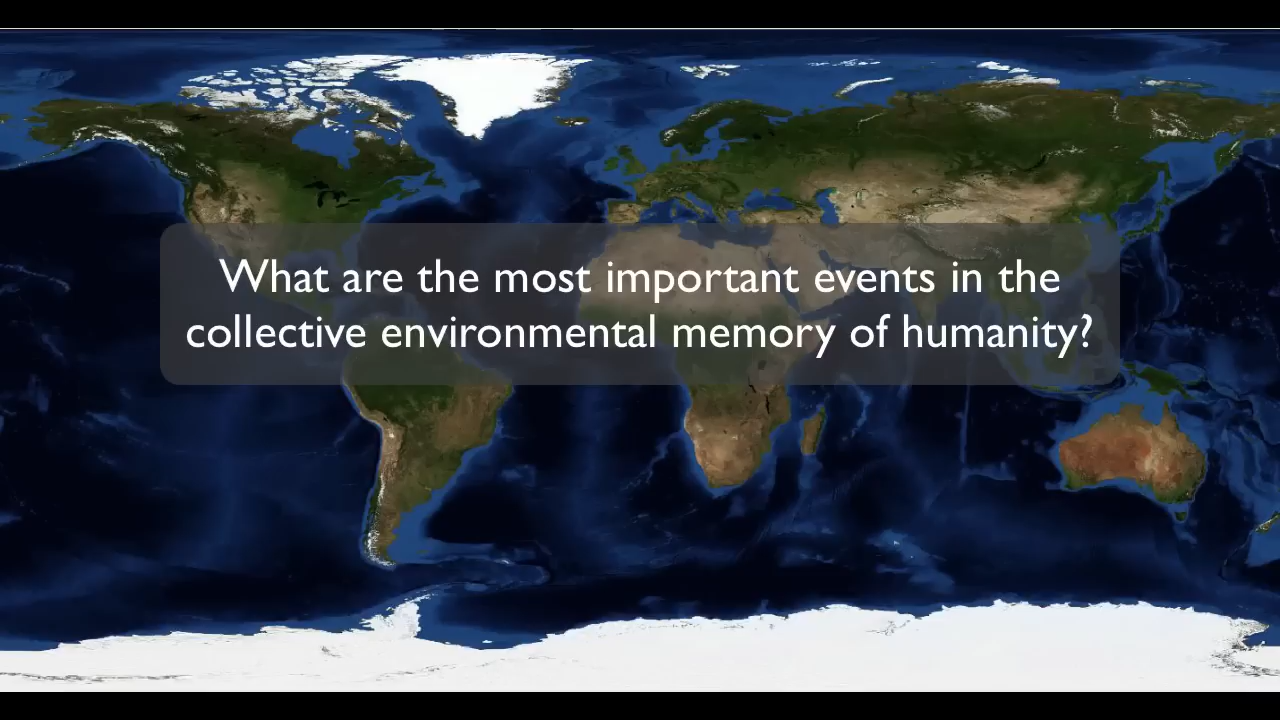 What are the most important events in the
collective environmental memory of humanity?